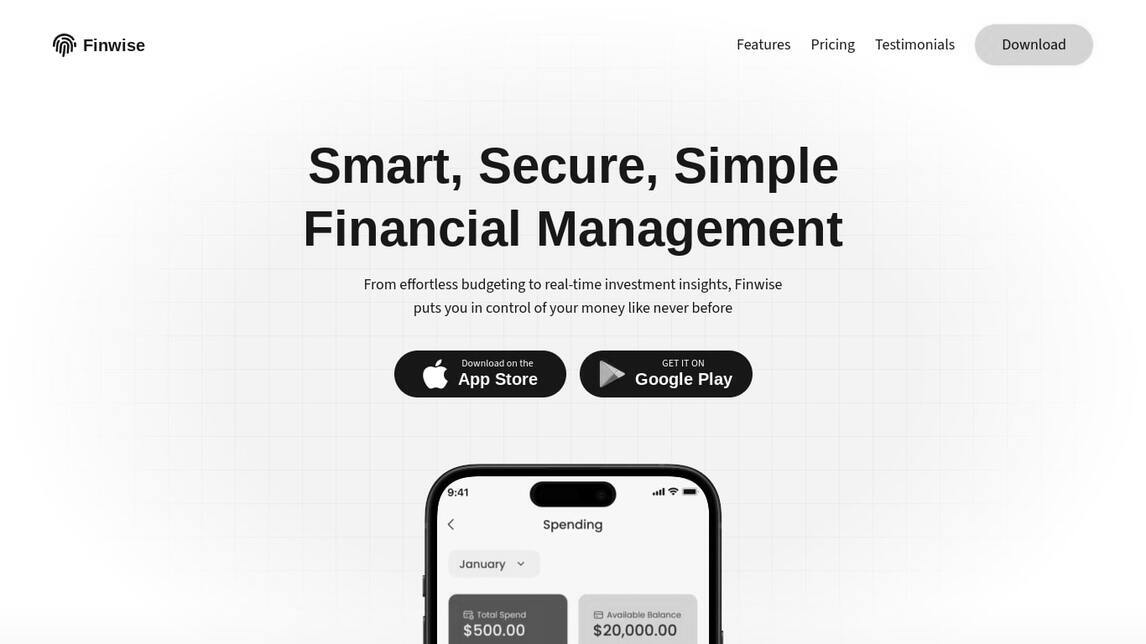 Finwise
Features
Pricing
Testimonials
Download
Smart, Secure, Simple
Financial Management
From effortless budgeting to real-time investment insights, Finwise
puts you in control of your money like never before
Download on the
App Store
GET IT ON
Google Play
9:41
Spending
January
Total Spend
$500.00
Available Balance
$20,000.00